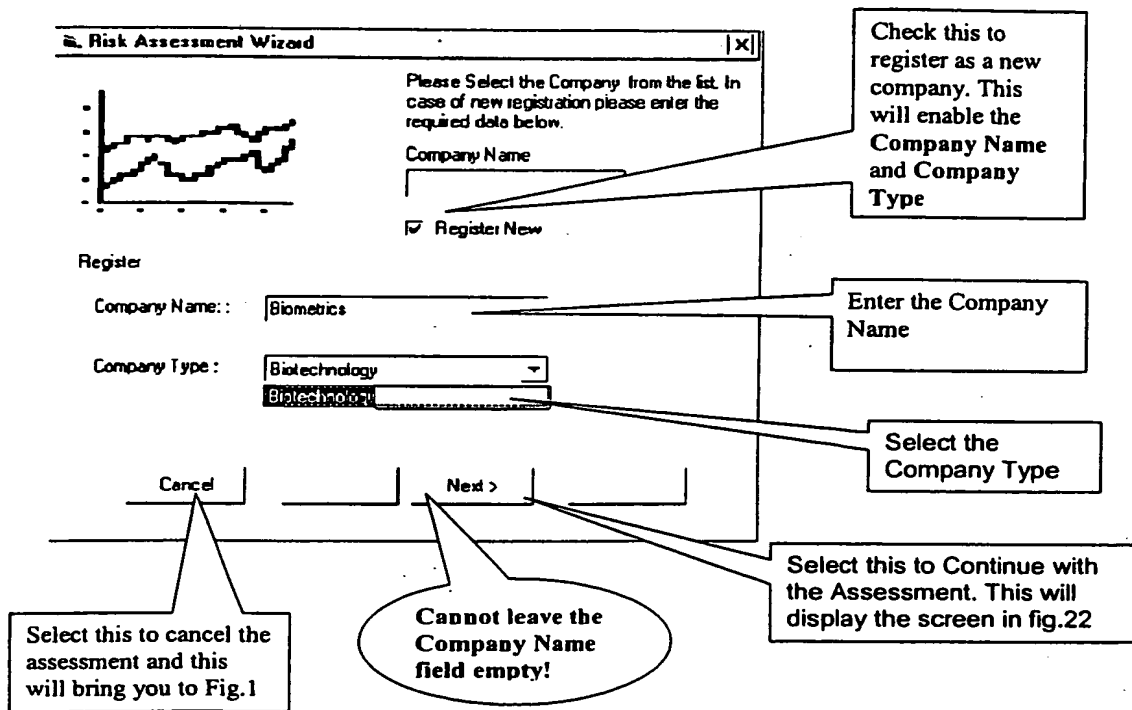 Risk Assessment Wizard
Please Select the Company from the list. In
case of new registration please enter the
required data below.
Company Name
Register New
Register
Company Name: :
Biometrics
Company Type :
Biotechnology
Biotechnology
Cancel
Next >
Check this to
register as a new
company. This
will enable the
Company Name
and Company
Type
Enter the Company
Name
Select the
Company Type
Select this to Continue with
the Assessment. This will
display the screen in fig.22
Cannot leave the
Company Name
field empty!
Select this to cancel the
assessment and this
will bring you to Fig.1